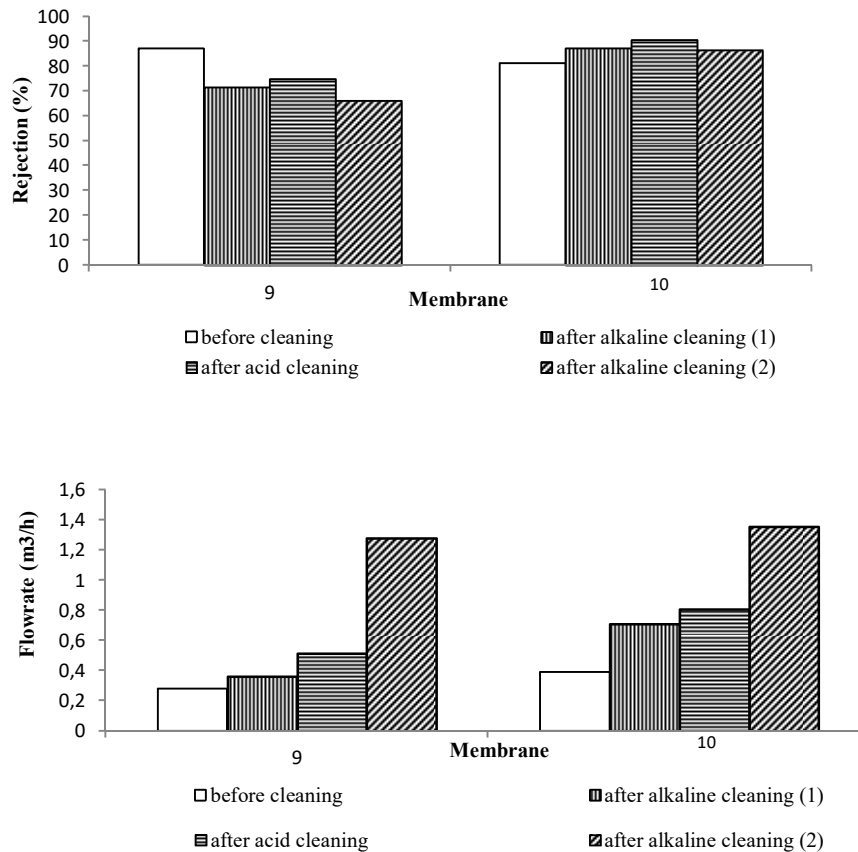 100
90
80
70
60
50
40
30
20
10
0
Rejection (%)
9
10
Membrane
before cleaning
after alkaline cleaning (1)
after acid cleaning
after alkaline cleaning (2)
1,6
1,4
1,2
1
0,8
0,6
0,4
0,2
0
Flowrate (m3/h)
9
10
Membrane
before cleaning
after alkaline cleaning (1)
after acid cleaning
after alkaline cleaning (2)